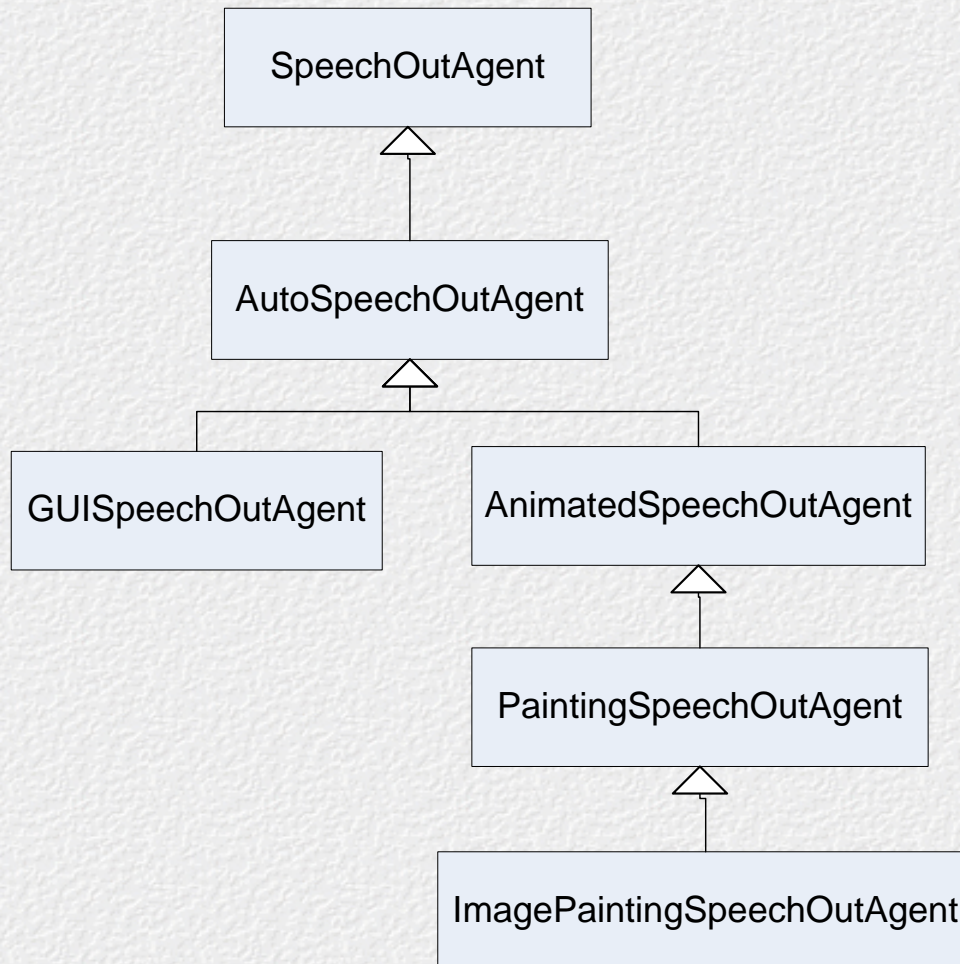 SpeechOutAgent
AutoSpeechOutAgent
GUISpeechOutAgent
AnimatedSpeechOutAgent
PaintingSpeechOutAgent
ImagePaintingSpeechOutAgent